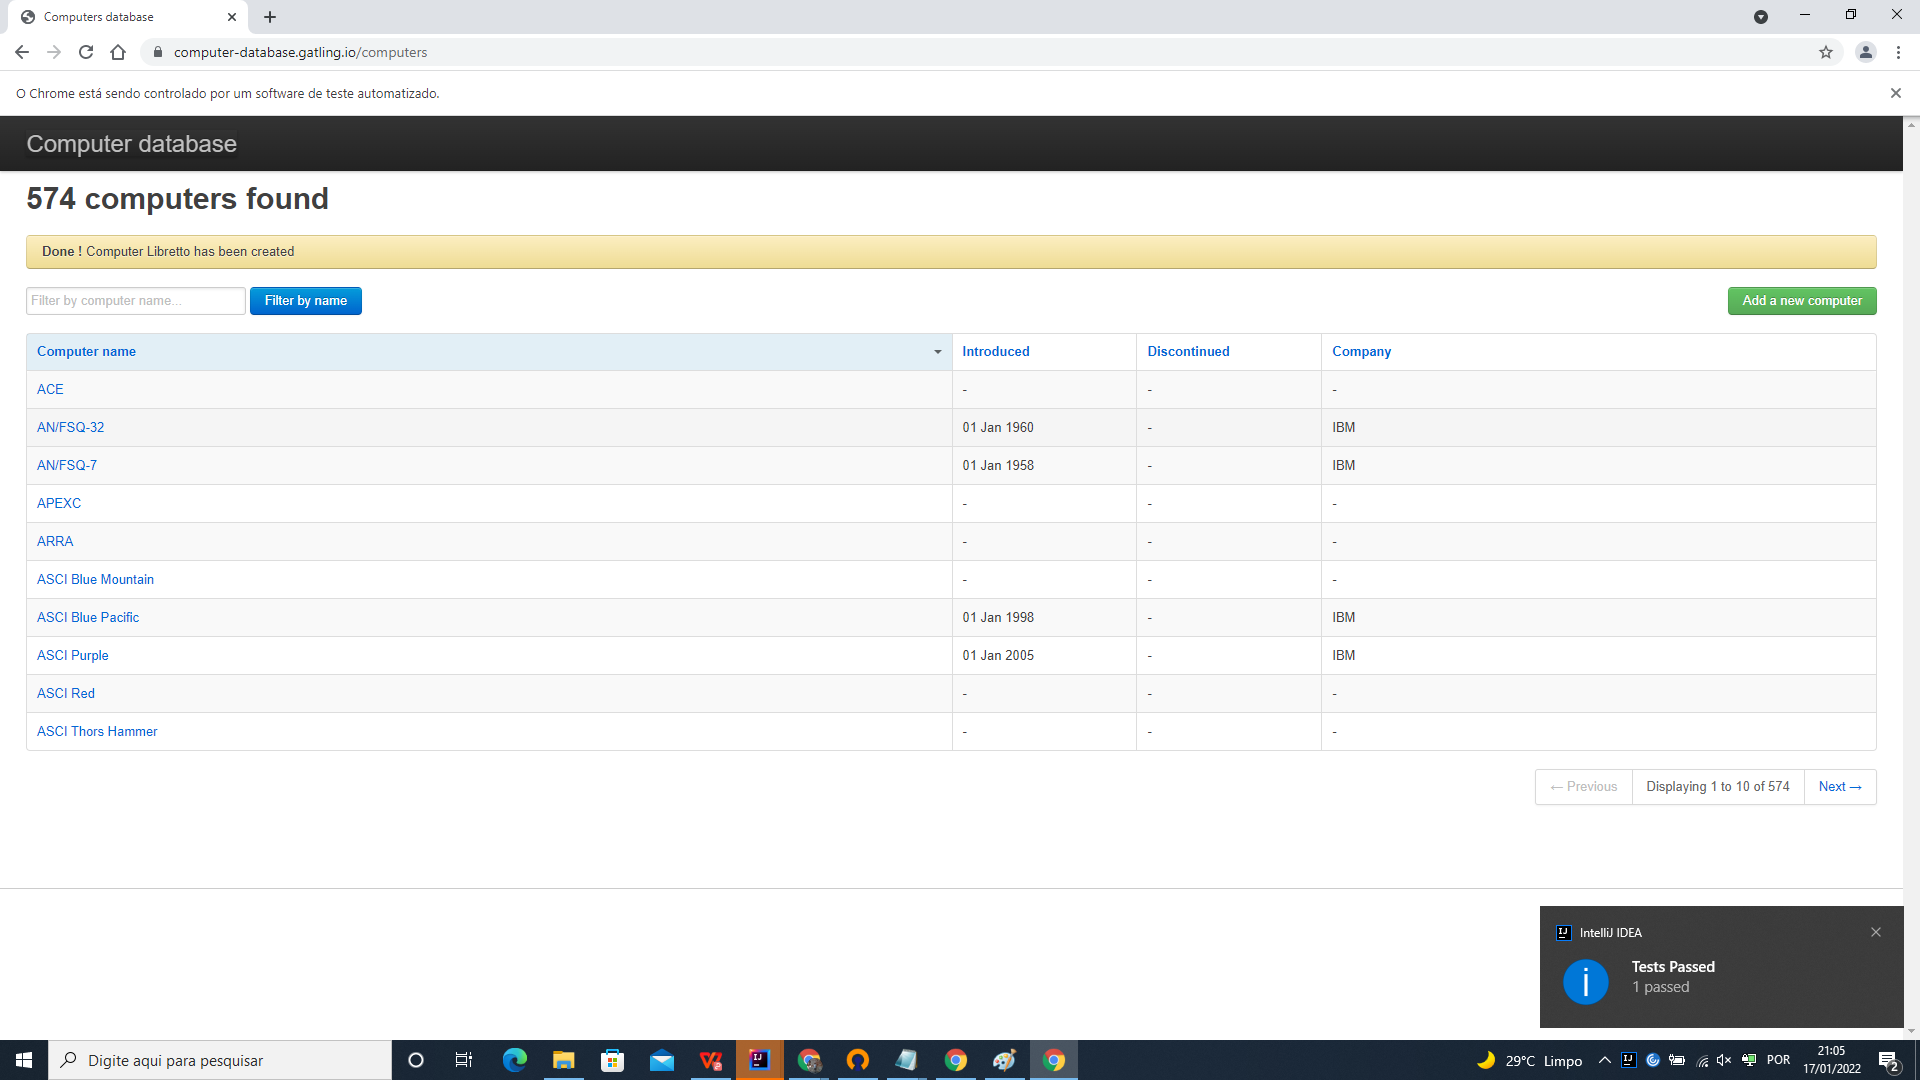 Computers database
computer-database.gatling.io/computers
O Chrome está sendo controlado por um software de teste automatizado.
Computer database
574 computers found
Done ! Computer Libretto has been created
Filter by computer name... Filter by name Add a new computer
Computer name Introduced Discontinued Company
ACE - - -
AN/FSQ-32 01 Jan 1960 - IBM
AN/FSQ-7 01 Jan 1958 - IBM
APEXC - - -
ARRA - - -
ASCI Blue Mountain - - -
ASCI Blue Pacific 01 Jan 1998 - IBM
ASCI Purple 01 Jan 2005 - IBM
ASCI Red - - -
ASCI Thors Hammer - - -
← Previous Displaying 1 to 10 of 574 Next →
IntelliJ IDEA
Tests Passed
1 passed
Digite aqui para pesquisar
29°C Limpo
POR
21:05
17/01/2022
2